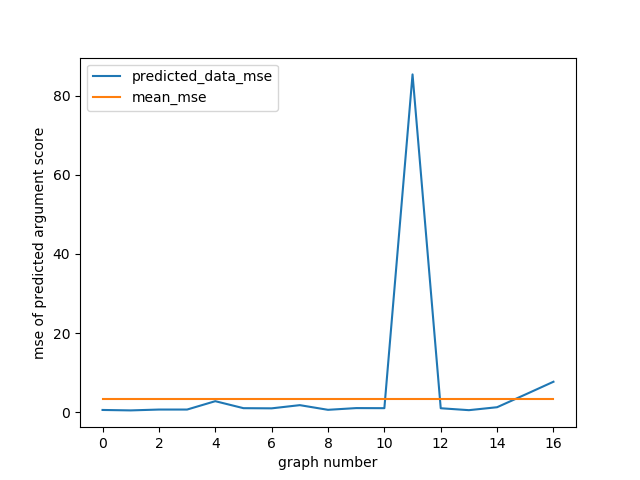 predicted_data_mse
mean_mse
80
60
40
20
0
mse of predicted argument score
0 2 4 6 8 10 12 14 16
graph number